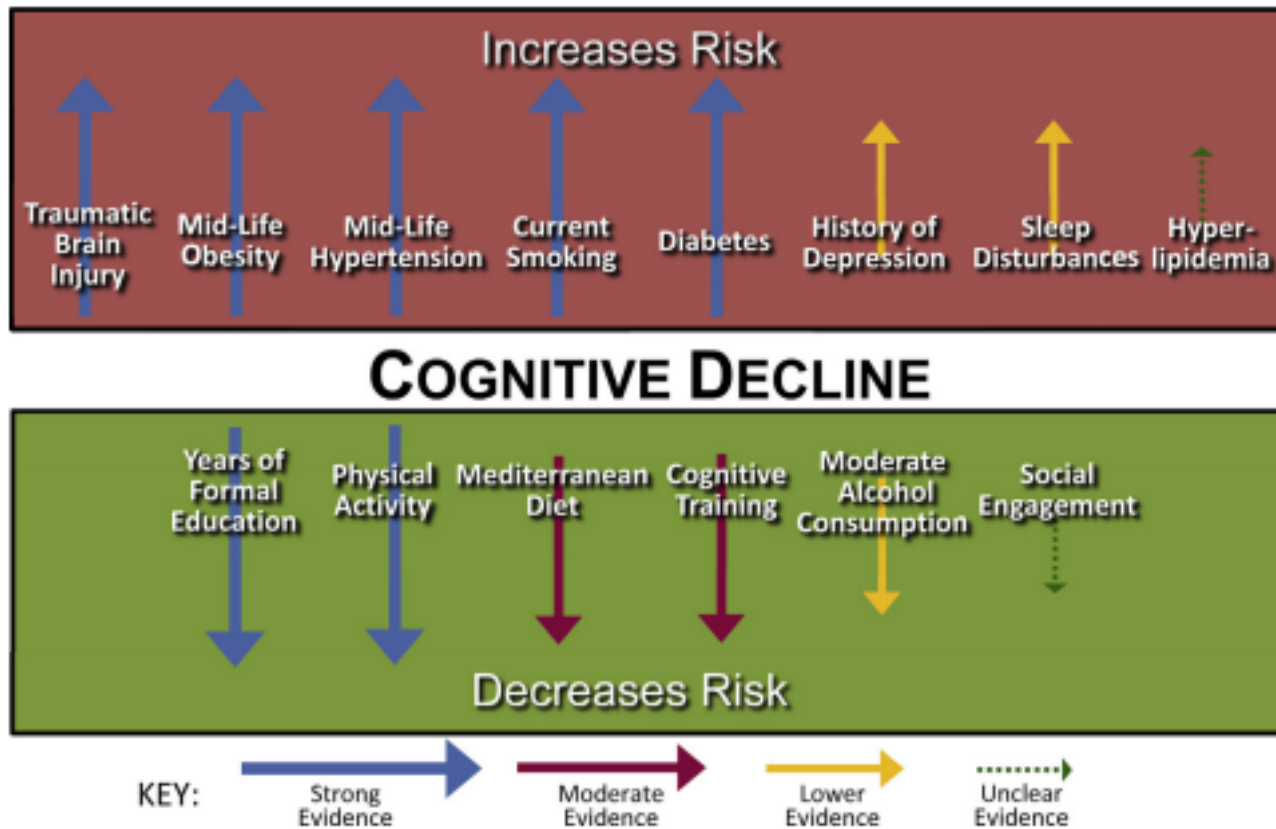 Increases Risk
Traumatic
Brain
Injury
Mid-Life
Obesity
Mid-Life
Hypertension
Current
Smoking
Diabetes
History of
Depression
Sleep
Disturbances
Hyper-
lipidemia
COGNITIVE DECLINE
Years of
Formal
Education
Physical
Activity
Mediterranean
Diet
Cognitive
Training
Moderate
Alcohol
Consumption
Social
Engagement
Decreases Risk
KEY:
Strong
Evidence
Moderate
Evidence
Lower
Evidence
Unclear
Evidence